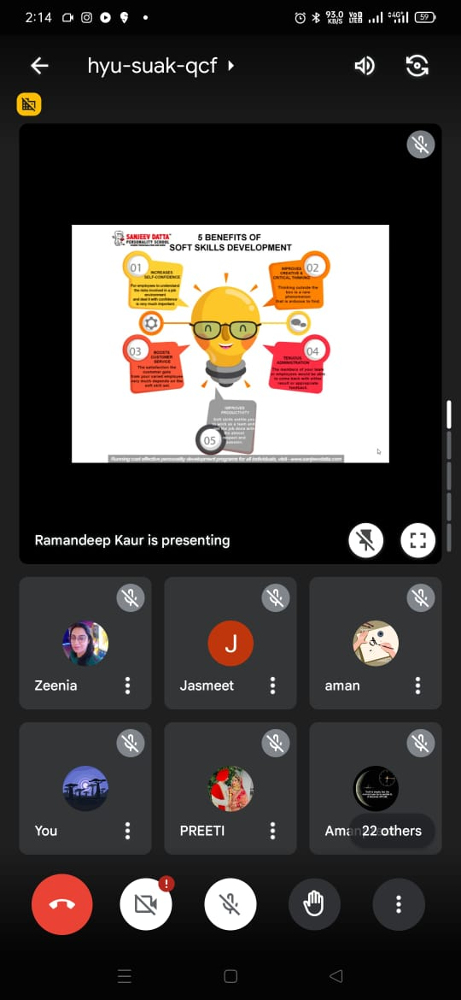 2:14
93.0
KB/S
4G+
59
hyu-suak-qcf
SANJEEV DATTA
PERSONALITY SCHOOL
5 BENEFITS OF
SOFT SKILLS DEVELOPMENT
01
INCREASES
SELF-CONFIDENCE
For employees to understand
the risks involved in a job
environment
and deal it with confidence
is very much important.
02
IMPROVES
CREATIVE &
CRITICAL THINKING
Thinking outside the
box is a rare
phenomenon
that is arduous to find.
03
BOOSTS
CUSTOMER
SERVICE
The satisfaction the
customer gets
from your varied employee
very much depends on the
soft skill set.
04
TENUOUS
ADMINISTRATION
The members of your team
or employees would be able
to come back with either
result or appropriate
feedback.
05
IMPROVES
PRODUCTIVITY
Soft skills entitle you
to work as a team and
get the job done with
utmost
respect and
passion.
Running cost effective personality development programs for all individuals, visit - www.sanjeevdatta.com
Ramandeep Kaur is presenting
Zeenia
J
Jasmeet
aman
You
PREETI
Aman
22 others